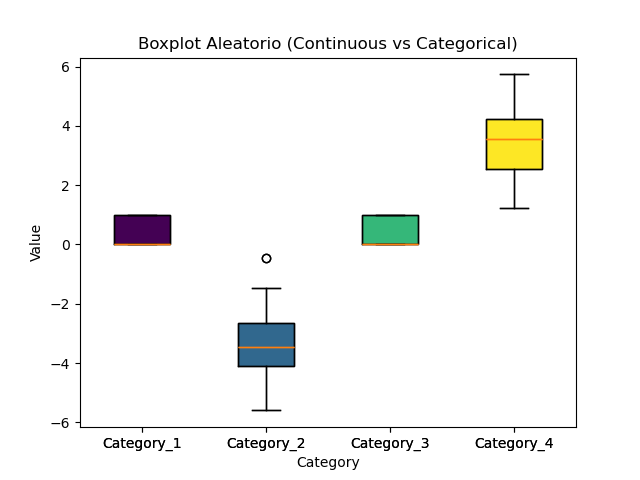 Boxplot Aleatorio (Continuous vs Categorical)
6
4
2
0
−2
−4
−6
Value
Category_1 Category_2 Category_3 Category_4
Category